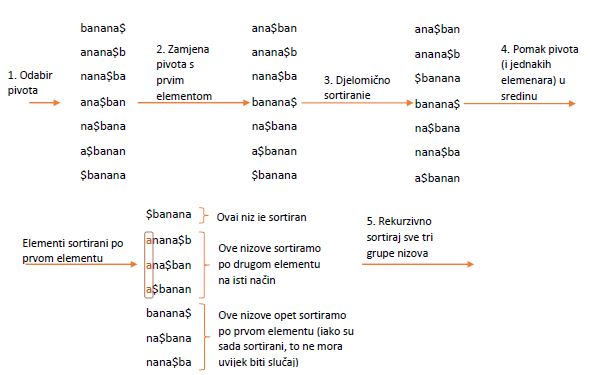 1. Odabir
pivota
banana$
anana$b
nana$ba
ana$ban
na$bana
a$banan
$banana
2. Zamjena
pivota s
prvim
elementom
ana$ban
anana$b
nana$ba
banana$
na$bana
a$banan
$banana
3. Djelomično
sortiranje
ana$ban
anana$b
$banana
banana$
na$bana
nana$ba
a$banan
4. Pomak pivota
(i jednakih
elemenara) u
sredinu
Elementi sortirani po
prvom elementu
$banana
anana$b
ana$ban
a$banan
banana$
na$bana
nana$ba
Ovai niz ie sortiran
Ove nizove sortiramo
po drugom elementu
na isti način
Ove nizove opet sortiramo
po prvom elementu (iako su
sada sortirani, to ne mora
uvijek biti slučaj)
5. Rekurzivno
sortiraj sve tri
grupe nizova